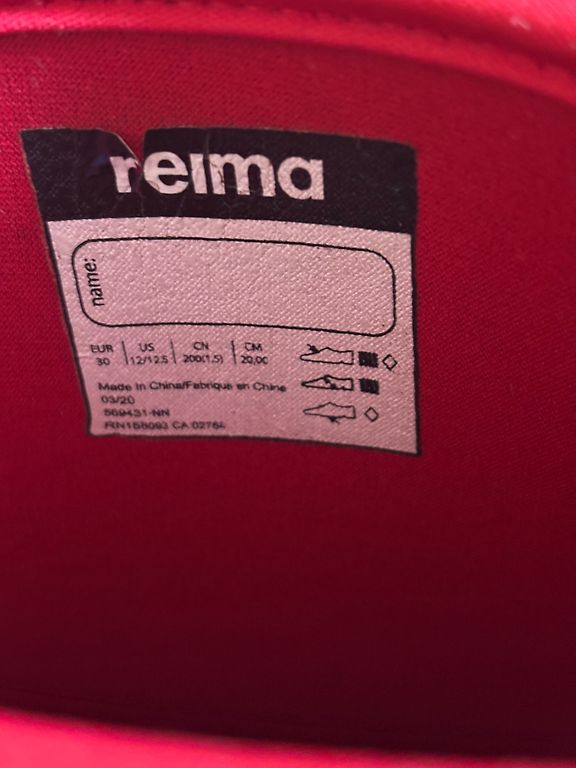 reima
name:
EUR US CN CM
30 12/12.5 200(1.5) 20,00
Made in China/Fabriqué en Chine
03/20
569431-NN
RN158093 CA 02764